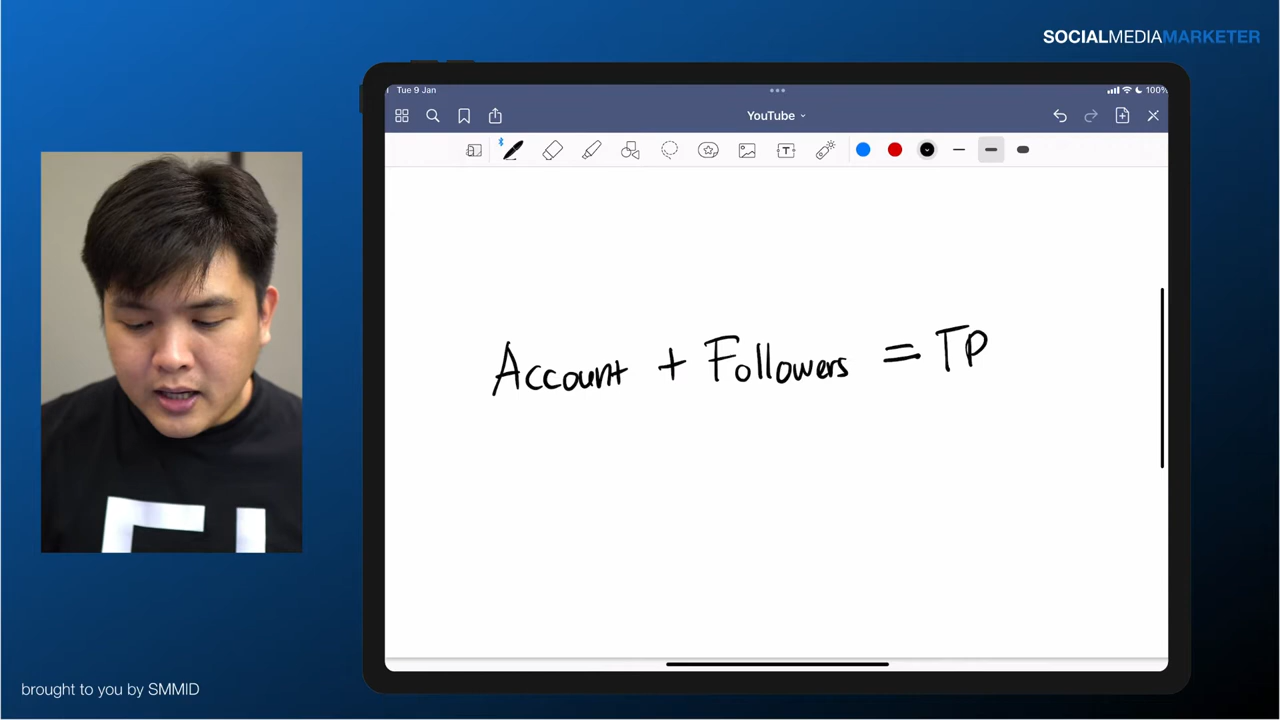 SOCIALMEDIAMARKETER
Tue 9 Jan
100%
YouTube
T
Account + Followers = TP
brought to you by SMMID